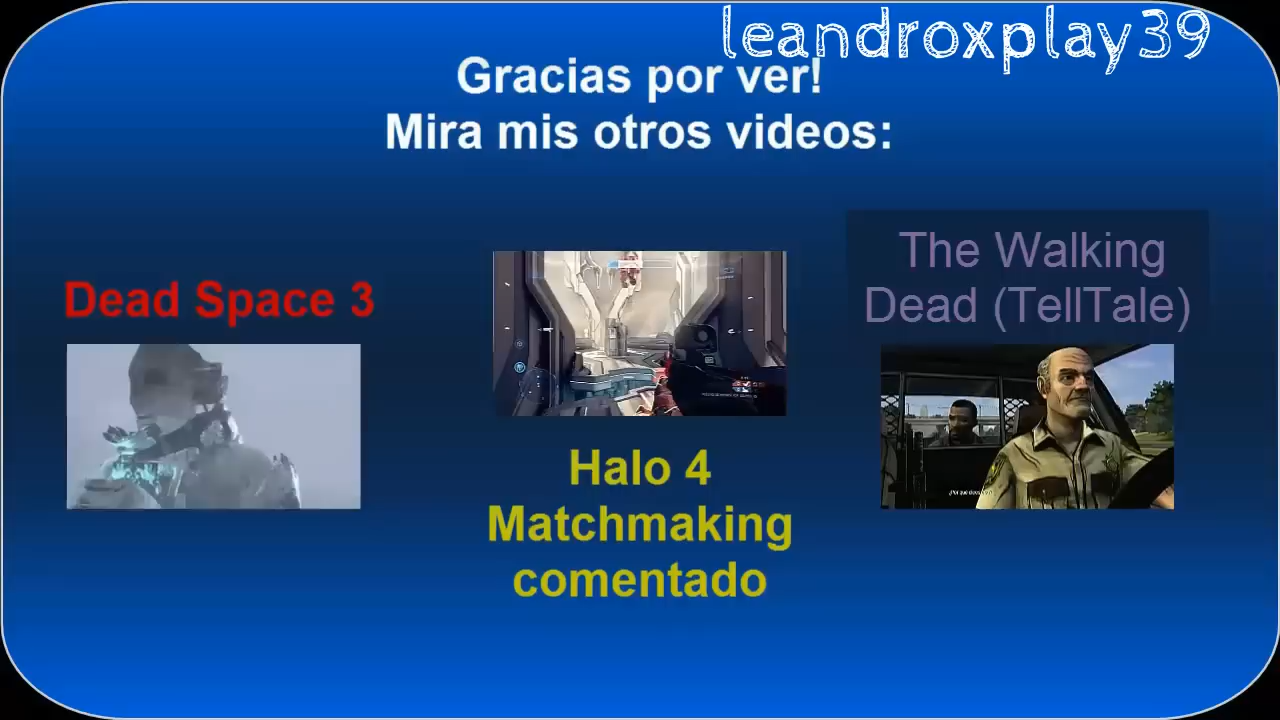 leandroxplay39
Gracias por ver!
Mira mis otros videos:
The Walking
Dead (TellTale)
Dead Space 3
Halo 4
Matchmaking
comentado